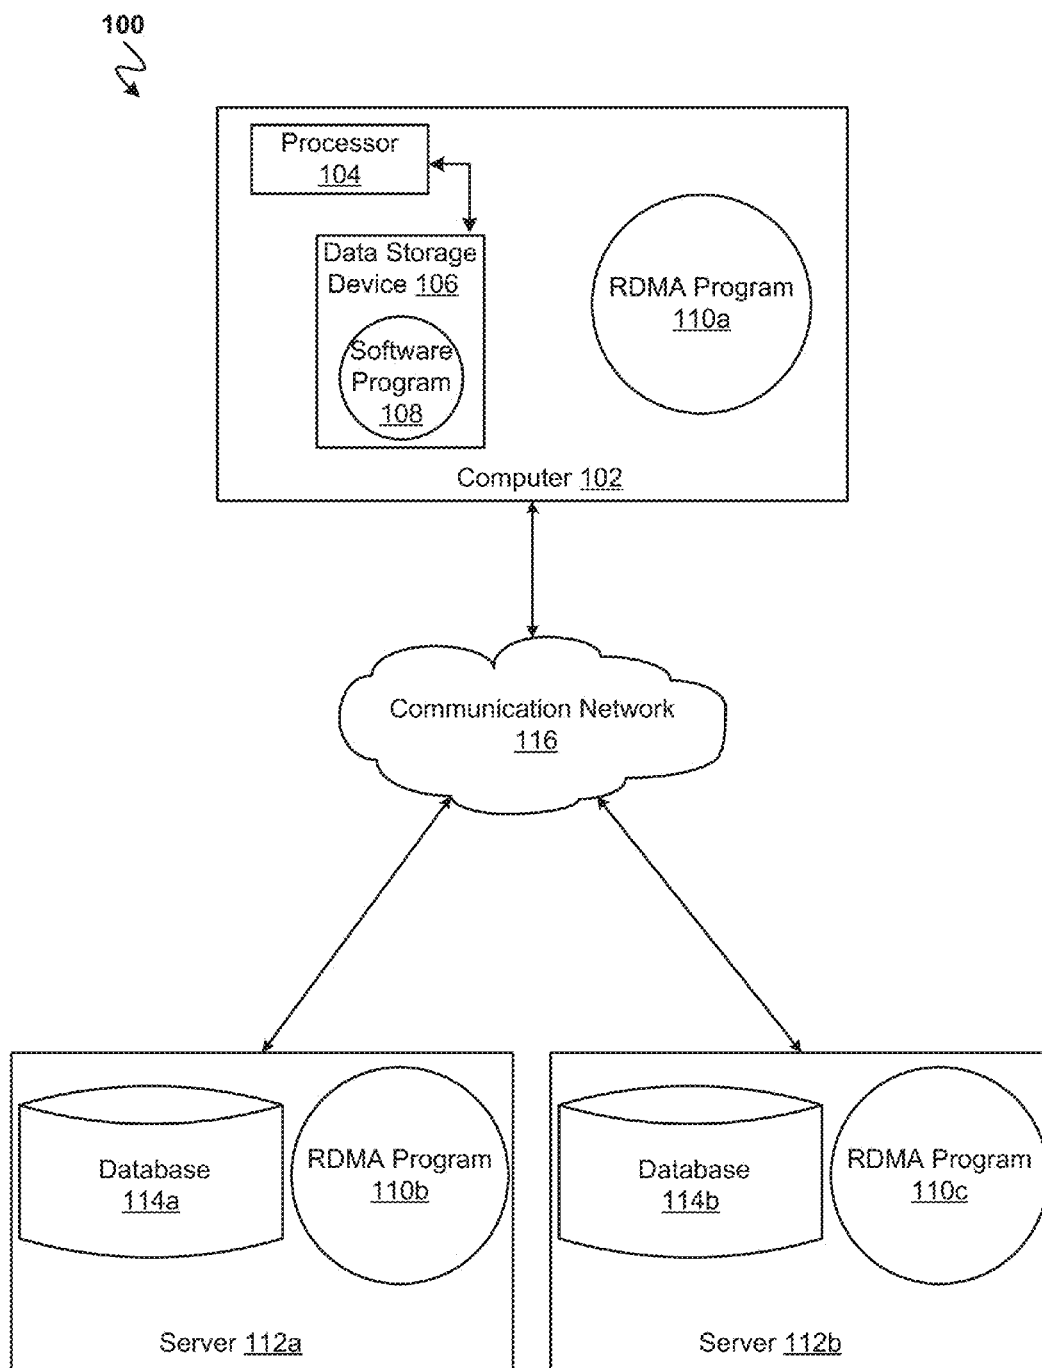 100
Processor
104
Data Storage
Device 106
Software
Program
108
RDMA Program
110a
Computer 102
Communication Network
116
Database
114a
RDMA Program
110b
Server 112a
Database
114b
RDMA Program
110c
Server 112b